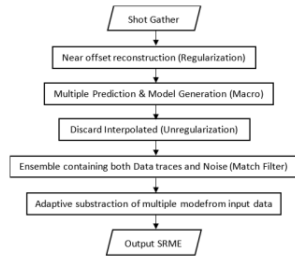 Shot Gather
Near offset reconstruction (Regularization)
Multiple Prediction & Model Generation (Macro)
Discard Interpolated (Unregularization)
Ensemble containing both Data traces and Noise (Match Filter)
Adaptive substraction of multiple modefrom input data
Output SRME